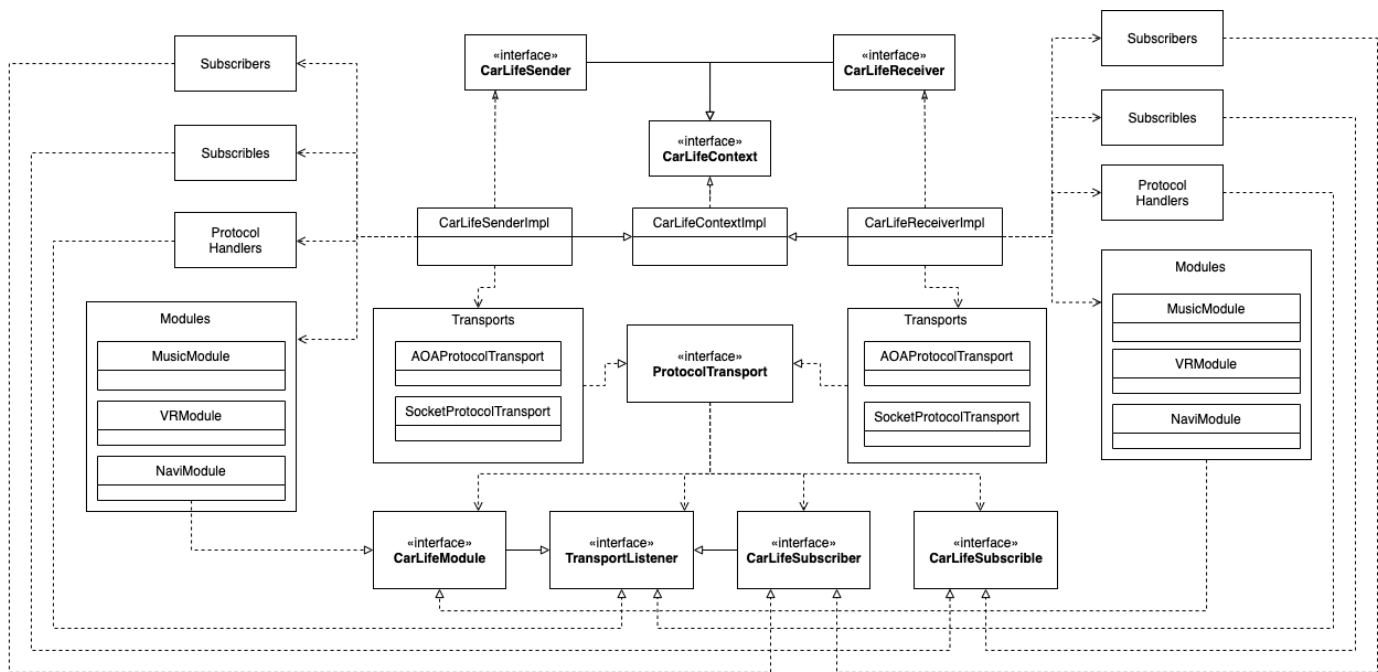 Subscribers
«interface»
CarLifeSender
«interface»
CarLifeReceiver
Subscribers
Subscribles
«interface»
CarLifeContext
Subscribles
Protocol
Handlers
CarLifeSenderImpl
CarLifeContextImpl
CarLifeReceiverImpl
Protocol
Handlers
Modules
MusicModule
VRModule
NaviModule
Transports
AOAProtocolTransport
SocketProtocolTransport
«interface»
ProtocolTransport
Transports
AOAProtocolTransport
SocketProtocolTransport
Modules
MusicModule
VRModule
NaviModule
«interface»
CarLifeModule
«interface»
TransportListener
«interface»
CarLifeSubscriber
«interface»
CarLifeSubscrible